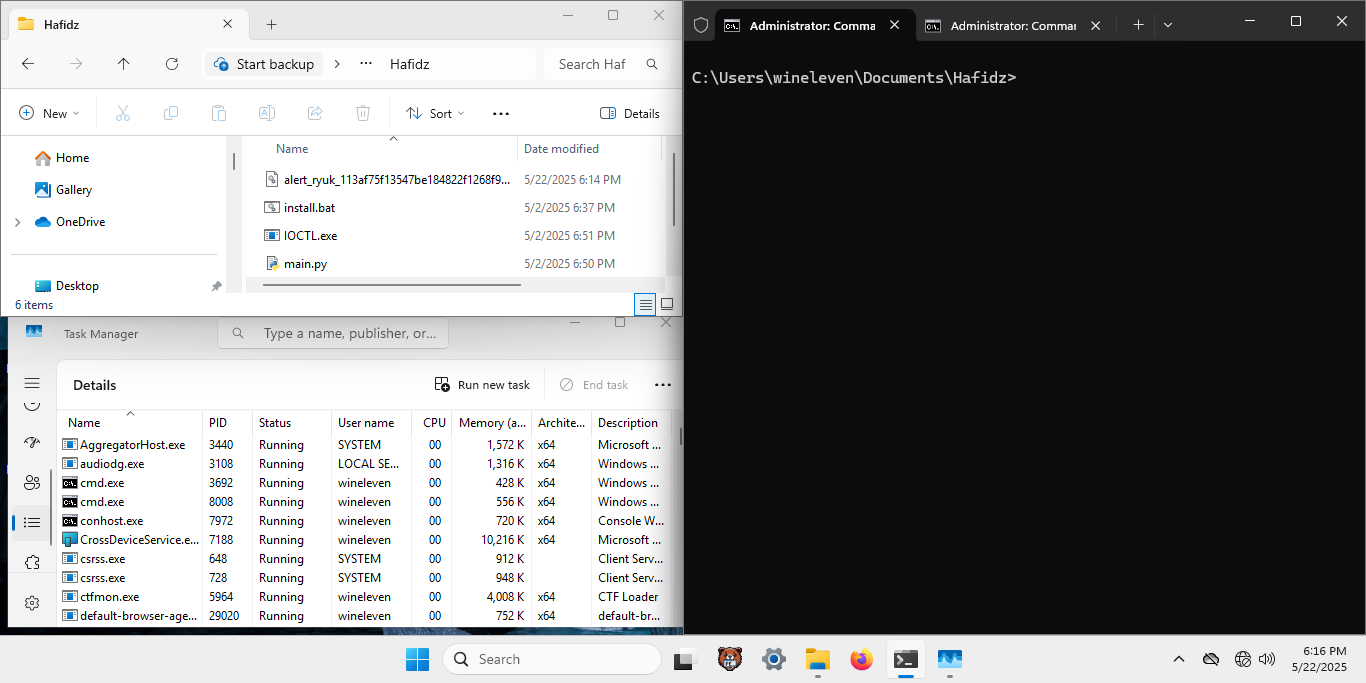 Hafidz
Start backup
Hafidz
Search Haf
New
Sort
Details
Home
Gallery
OneDrive
Desktop
6 items
Name
Date modified
alert_ryuk_113af75f13547be184822f1268f9...
5/22/2025 6:14 PM
install.bat
5/2/2025 6:37 PM
IOCTL.exe
5/2/2025 6:51 PM
main.py
5/2/2025 6:50 PM
Task Manager
Type a name, publisher, or...
Details
Run new task
End task
Name PID Status User name CPU Memory (a... Archite... Description
AggregatorHost.exe 3440 Running SYSTEM 00 1,572 K x64 Microsoft ...
audiodg.exe 3108 Running LOCAL SE... 00 1,316 K x64 Windows ...
cmd.exe 3692 Running wineleven 00 428 K x64 Windows ...
cmd.exe 8008 Running wineleven 00 556 K x64 Windows ...
conhost.exe 7972 Running wineleven 00 720 K x64 Console W...
CrossDeviceService.e... 7188 Running wineleven 00 10,216 K x64 Microsoft ...
csrss.exe 648 Running SYSTEM 00 912 K Client Serv...
csrss.exe 728 Running SYSTEM 00 948 K Client Serv...
ctfmon.exe 5964 Running wineleven 00 4,008 K x64 CTF Loader
default-browser-age... 29020 Running wineleven 00 752 K x64 default-br...
Administrator: Comma
Administrator: Comma
C:\Users\wineleven\Documents\Hafidz>
Search
6:16 PM
5/22/2025